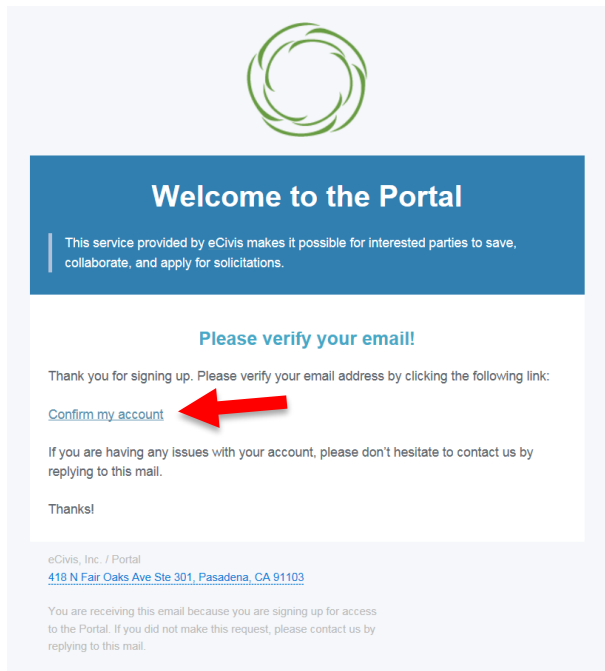 Welcome to the Portal
This service provided by eCivis makes it possible for interested parties to save,
collaborate, and apply for solicitations.
Please verify your email!
Thank you for signing up. Please verify your email address by clicking the following link:
Confirm my account
If you are having any issues with your account, please don't hesitate to contact us by
replying to this mail.
Thanks!
eCivis, Inc. / Portal
418 N Fair Oaks Ave Ste 301, Pasadena, CA 91103
You are receiving this email because you are signing up for access
to the Portal. If you did not make this request, please contact us by
replying to this mail.